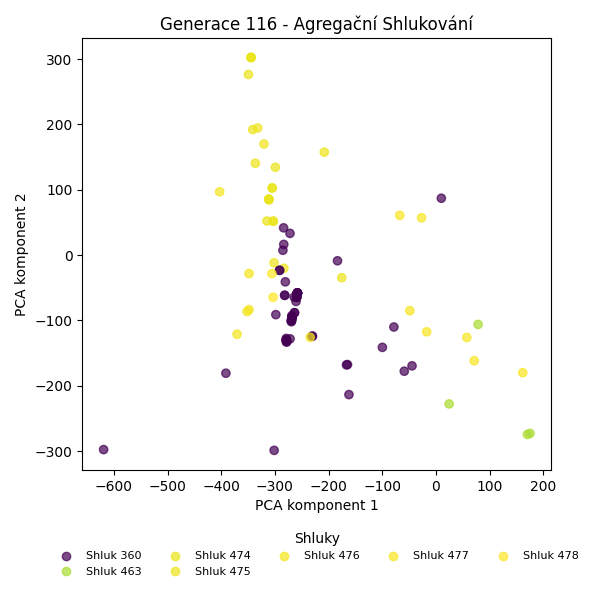 Generace 116 - Agregační Shlukování
300
200
100
0
−100
−200
−300
PCA komponent 2
−600 −500 −400 −300 −200 −100 0 100 200
PCA komponent 1
Shluky
Shluk 360 Shluk 474 Shluk 476 Shluk 477 Shluk 478
Shluk 463 Shluk 475